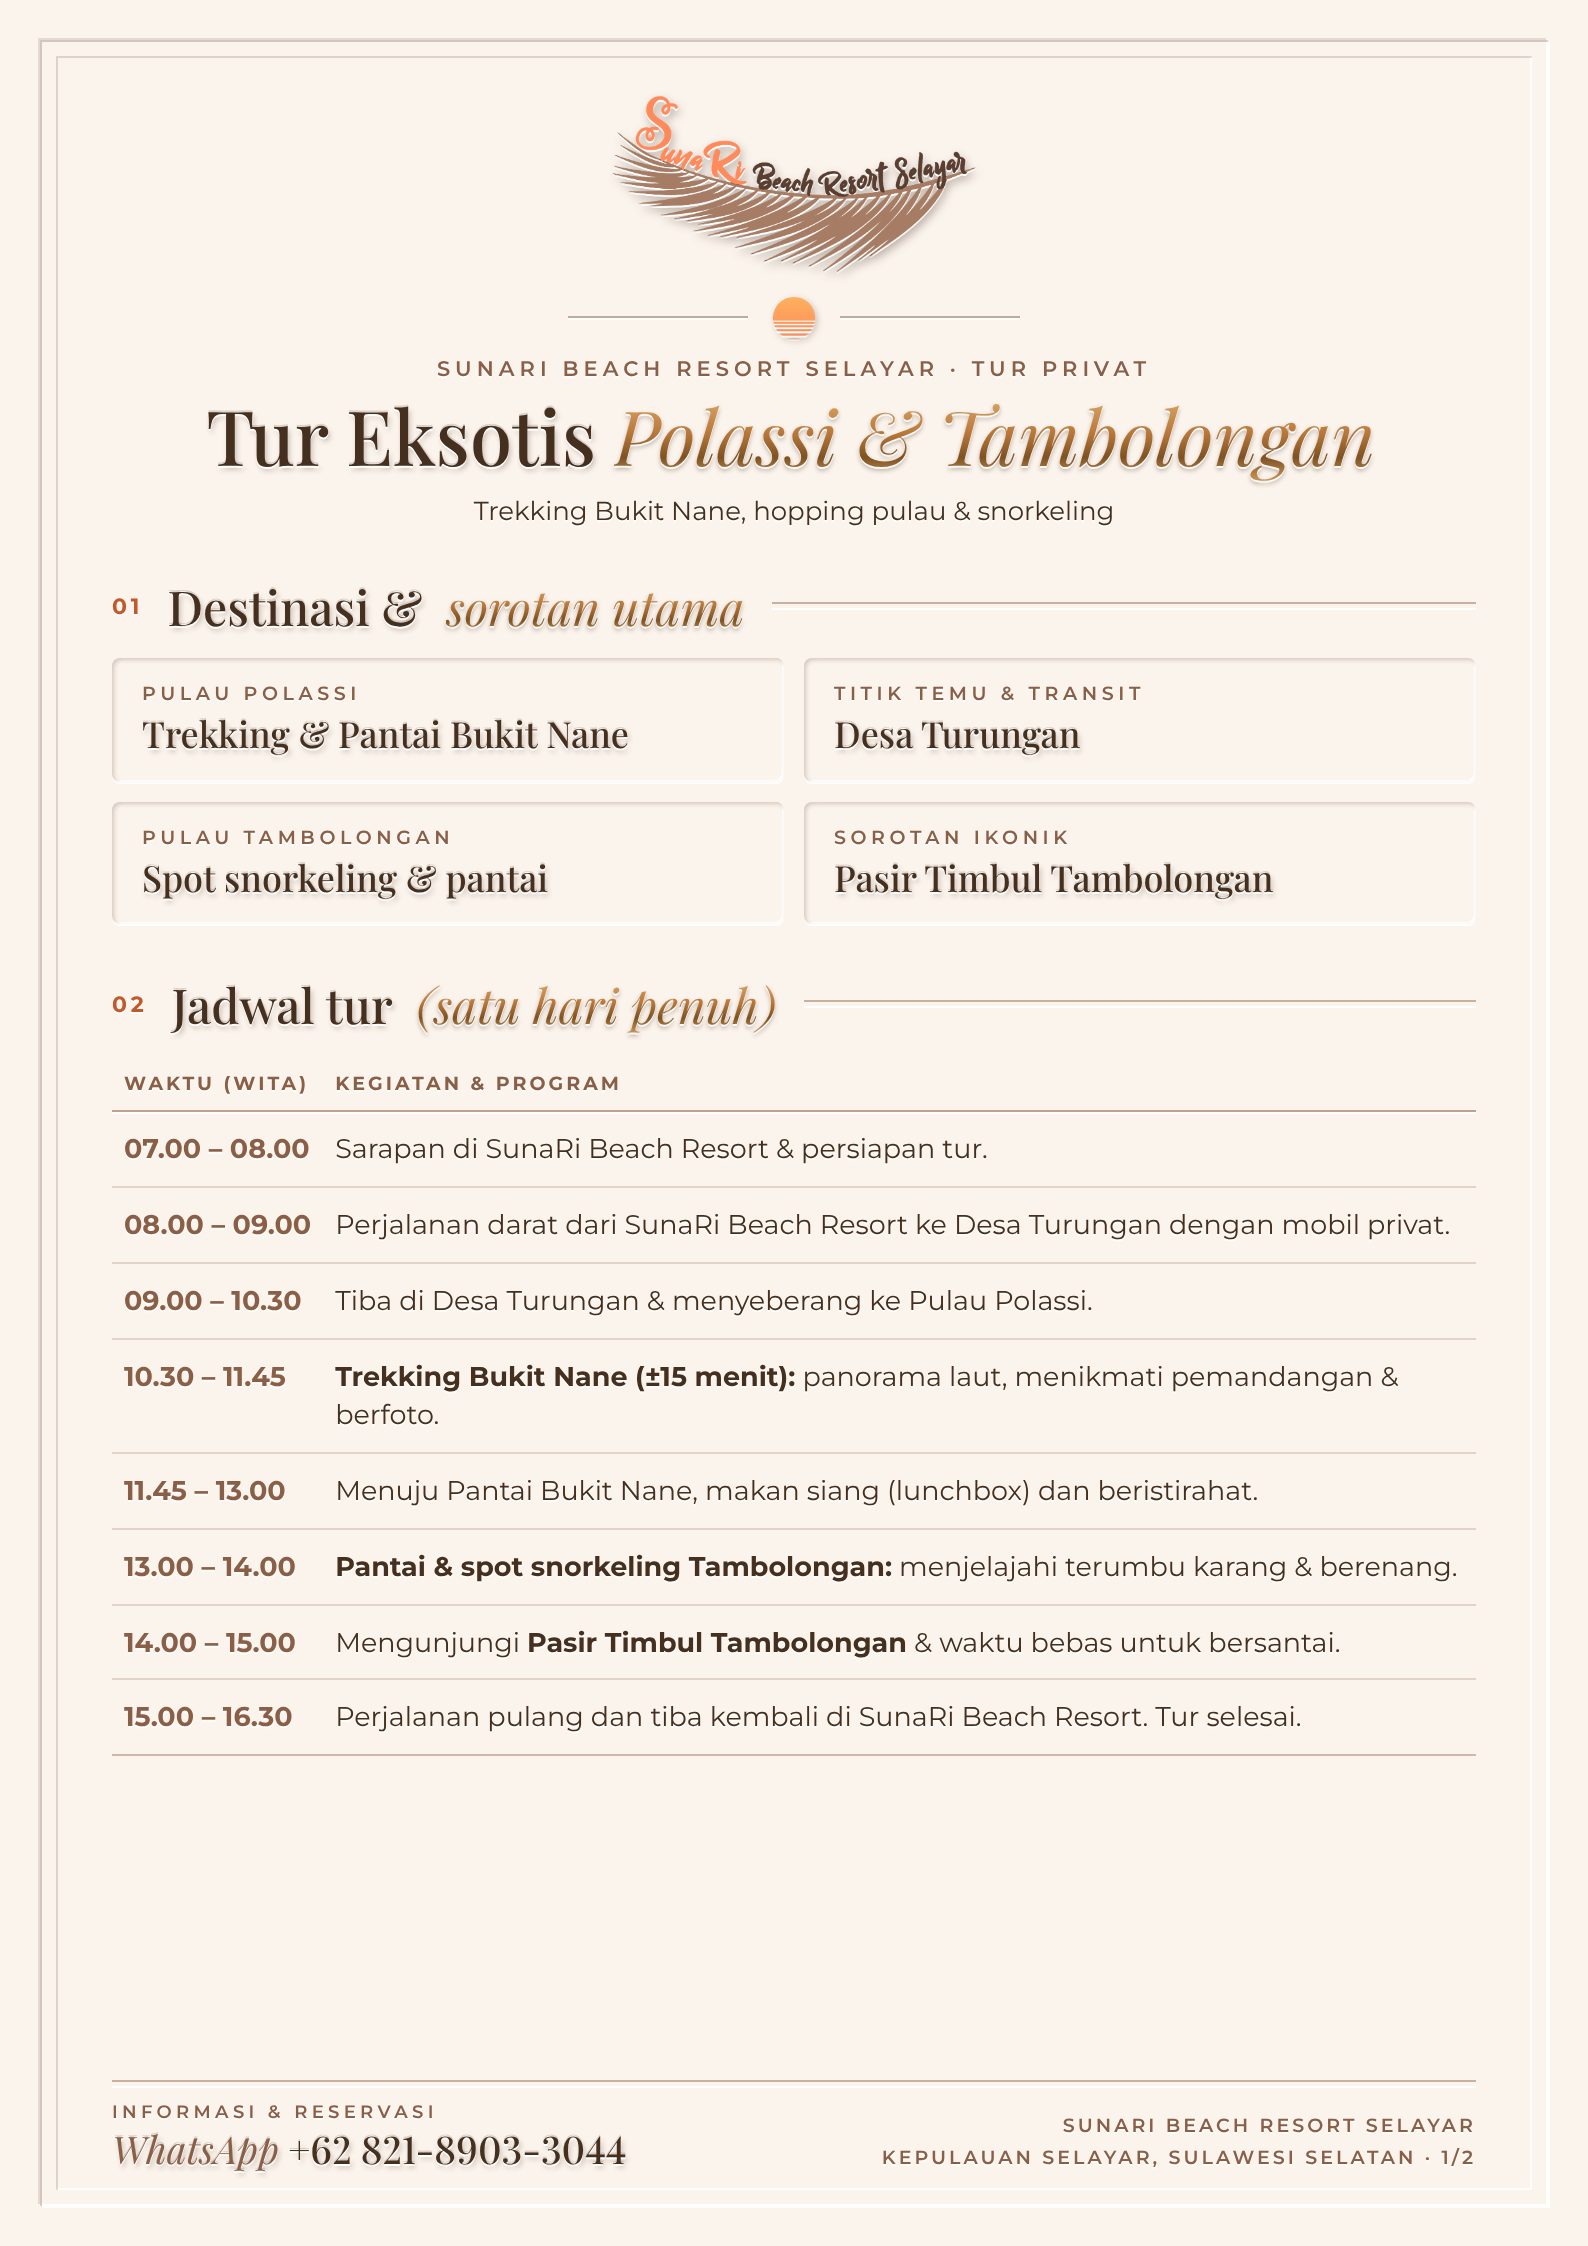 SunaRi Beach Resort Selayar
SUNARI BEACH RESORT SELAYAR · TUR PRIVAT
Tur Eksotis Polassi & Tambolongan
Trekking Bukit Nane, hopping pulau & snorkeling
01 Destinasi & sorotan utama
PULAU POLASSI
Trekking & Pantai Bukit Nane
TITIK TEMU & TRANSIT
Desa Turungan
PULAU TAMBOLONGAN
Spot snorkeling & pantai
SOROTAN IKONIK
Pasir Timbul Tambolongan
02 Jadwal tur (satu hari penuh)
WAKTU (WITA) KEGIATAN & PROGRAM
07.00 – 08.00 Sarapan di SunaRi Beach Resort & persiapan tur.
08.00 – 09.00 Perjalanan darat dari SunaRi Beach Resort ke Desa Turungan dengan mobil privat.
09.00 – 10.30 Tiba di Desa Turungan & menyeberang ke Pulau Polassi.
10.30 – 11.45 Trekking Bukit Nane (±15 menit): panorama laut, menikmati pemandangan &
berfoto.
11.45 – 13.00 Menuju Pantai Bukit Nane, makan siang (lunchbox) dan beristirahat.
13.00 – 14.00 Pantai & spot snorkeling Tambolongan: menjelajahi terumbu karang & berenang.
14.00 – 15.00 Mengunjungi Pasir Timbul Tambolongan & waktu bebas untuk bersantai.
15.00 – 16.30 Perjalanan pulang dan tiba kembali di SunaRi Beach Resort. Tur selesai.
INFORMASI & RESERVASI
WhatsApp +62 821-8903-3044
SUNARI BEACH RESORT SELAYAR
KEPULAUAN SELAYAR, SULAWESI SELATAN · 1/2